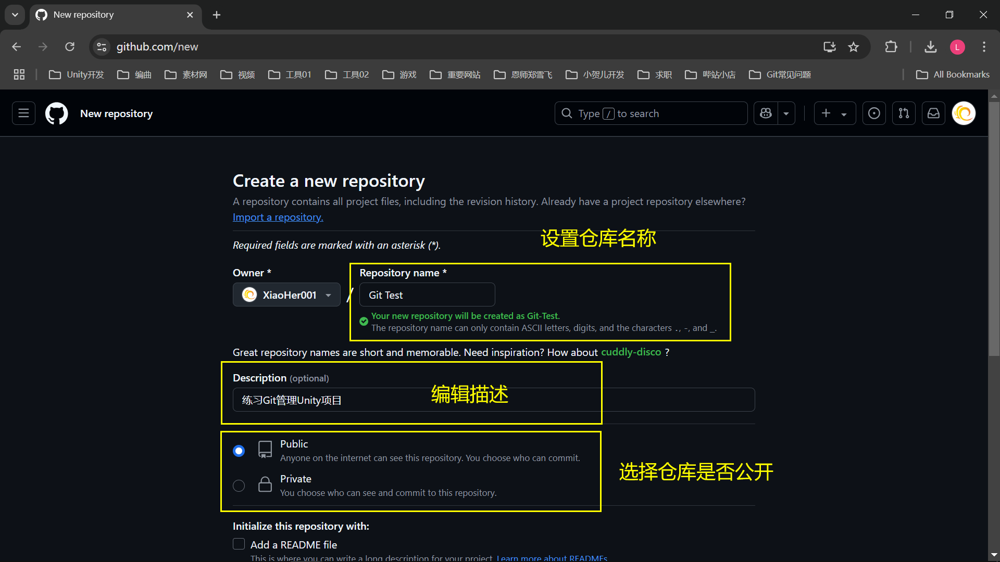 New repository
github.com/new
L
Unity开发
编曲
素材网
视频
工具01
工具02
游戏
重要网站
恩师郑雪飞
小贺儿开发
求职
哔站小店
Git常见问题
All Bookmarks
New repository
Type / to search
Create a new repository
A repository contains all project files, including the revision history. Already have a project repository elsewhere?
Import a repository.
设置仓库名称
Required fields are marked with an asterisk (*).
Owner *
Repository name *
XiaoHer001
/
Git Test
Your new repository will be created as Git-Test.
The repository name can only contain ASCII letters, digits, and the characters ., -, and _.
Great repository names are short and memorable. Need inspiration? How about cuddly-disco ?
Description (optional)
练习Git管理Unity项目
编辑描述
Public
Anyone on the internet can see this repository. You choose who can commit.
选择仓库是否公开
Private
You choose who can see and commit to this repository.
Initialize this repository with:
Add a README file
This is where you can write a long description for your project. Learn more about READMEs